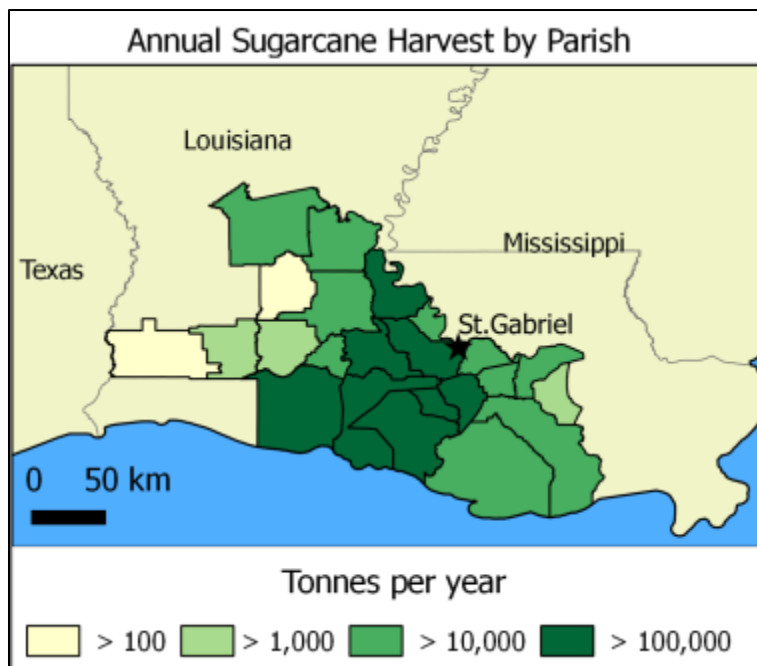 Annual Sugarcane Harvest by Parish
Louisiana
Mississippi
Texas
St.Gabriel
0 50 km
Tonnes per year
> 100 > 1,000 > 10,000 > 100,000